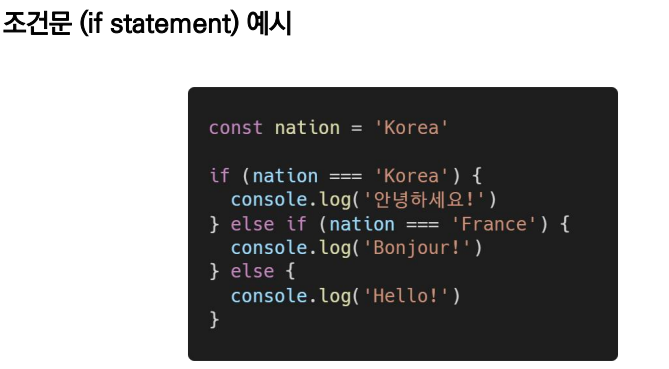 조건문 (if statement) 예시
const nation = 'Korea'
if (nation === 'Korea') {
  console.log('안녕하세요!')
} else if (nation === 'France') {
  console.log('Bonjour!')
} else {
  console.log('Hello!')
}